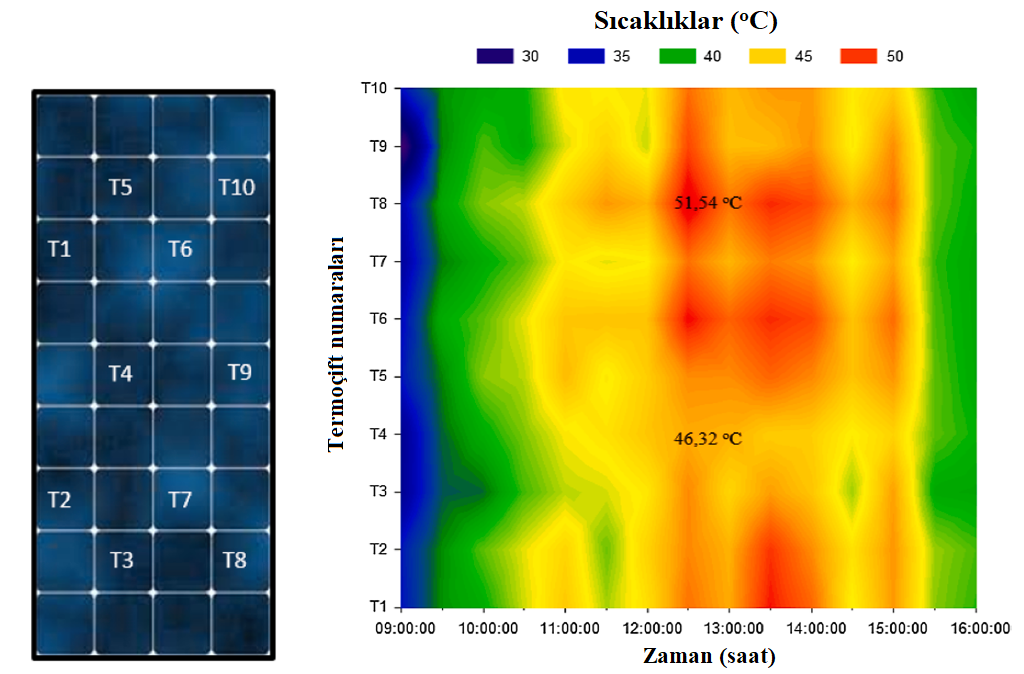 T5 T10
T1 T6
T4 T9
T2 T7
T3 T8
Sıcaklıklar (ºC)
30 35 40 45 50
Termoçift numaraları
T10
T9
T8
T7
T6
T5
T4
T3
T2
T1
51,54 ºC
46,32 ºC
09:00:00 10:00:00 11:00:00 12:00:00 13:00:00 14:00:00 15:00:00 16:00:00
Zaman (saat)